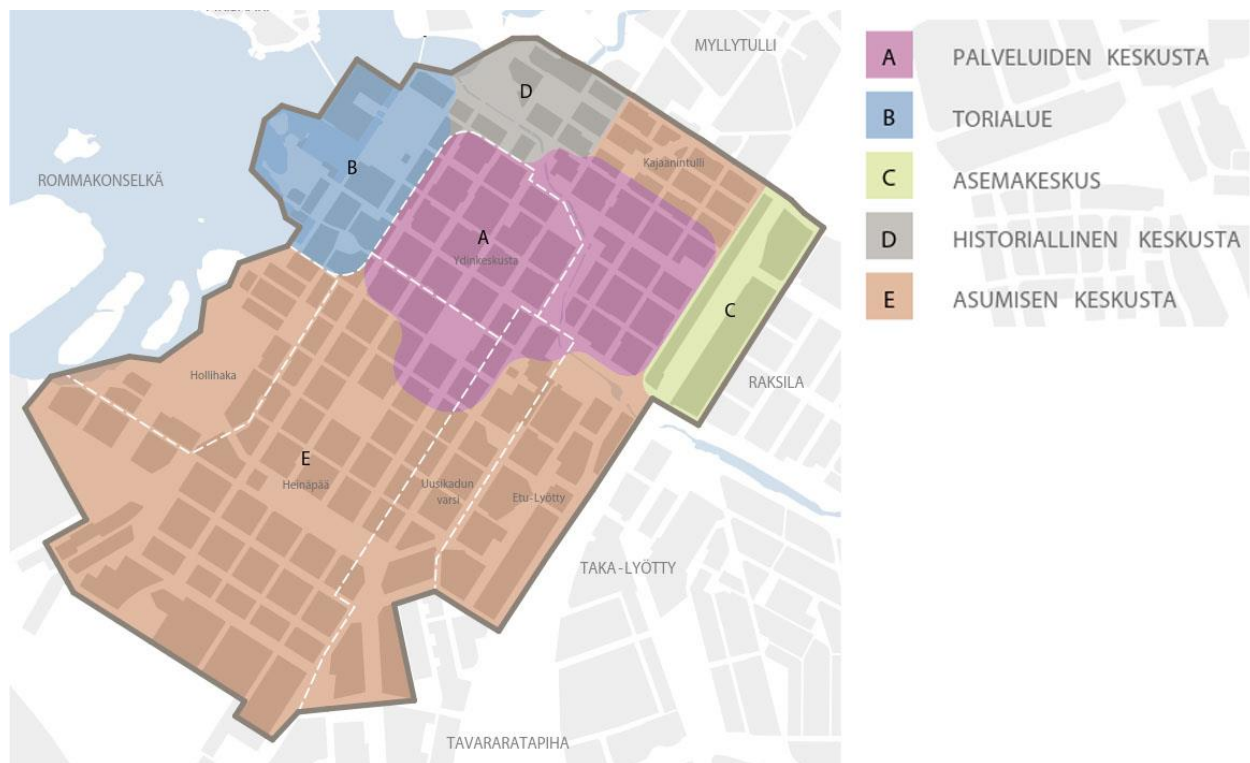 MYLLYTULLI
D
Kajaanintulli
B
ROMMAKONSELKÄ
A
Ydinkeskusta
C
Hollihaka
RAKSILA
E
Heinäpää
Uusikadun
varsi
Etu-Lyötty
TAKA-LYÖTTY
TAVARARATAPIHA
A PALVELUIDEN KESKUSTA
B TORIALUE
C ASEMAKESKUS
D HISTORIALLINEN KESKUSTA
E ASUMISEN KESKUSTA